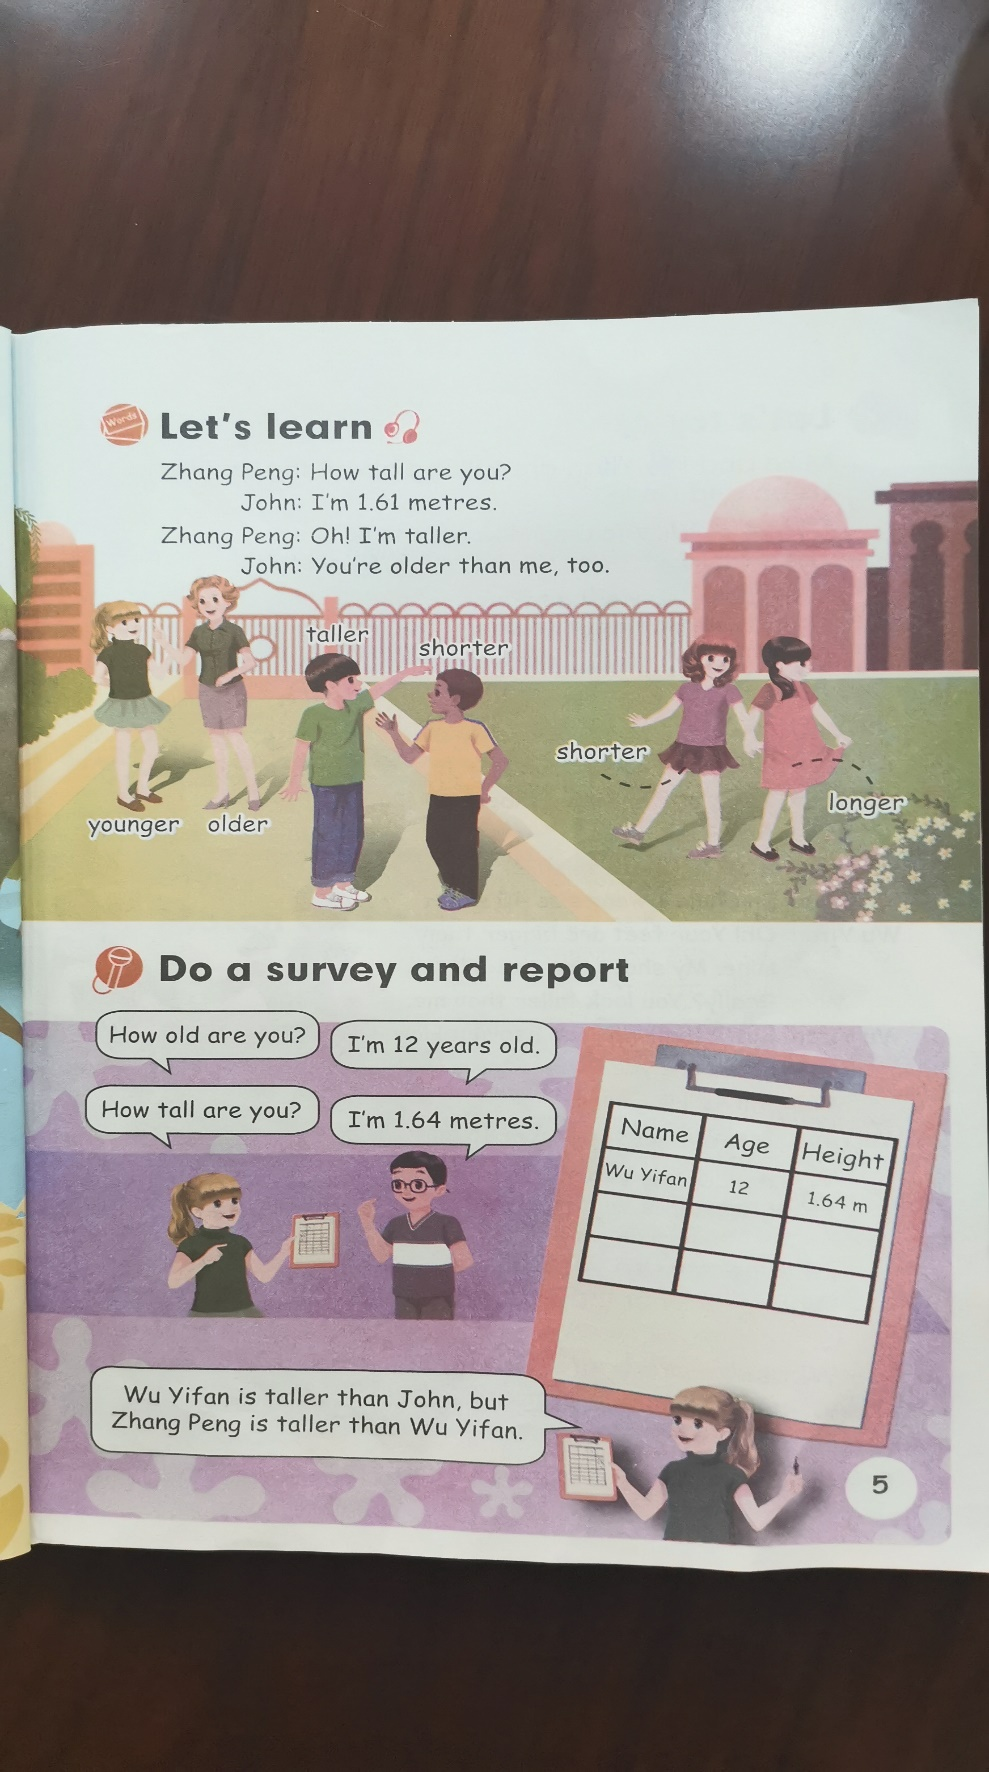 Words
Let's learn
Zhang Peng: How tall are you?
John: I'm 1.61 metres.
Zhang Peng: Oh! I'm taller.
John: You're older than me, too.
taller
shorter
shorter
longer
younger
older
Do a survey and report
How old are you?
I'm 12 years old.
How tall are you?
I'm 1.64 metres.
Name Age Height
Wu Yifan 12 1.64 m
Wu Yifan is taller than John, but
Zhang Peng is taller than Wu Yifan.
5